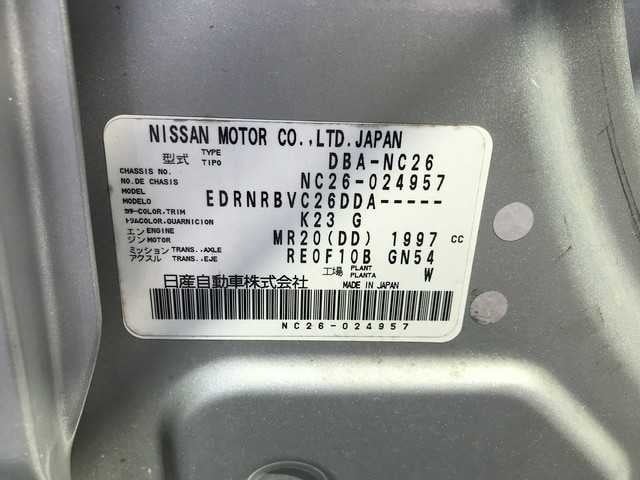 NISSAN MOTOR CO.,LTD.JAPAN
型式 TYPE TIPO DBA-NC26
CHASSIS NO. NO.DE CHASIS NC26-024957
MODEL MODELO EDRNRBVC26DDA-----
カラー COLOR,TRIM トリム COLOR,GUARNICION K23 G
エンジン ENGINE MOTOR MR20(DD) 1997 cc
ミッション TRANS.,AXLE アクスル TRANS.,EJE RE0F10B GN54
工場 PLANT PLANTA W
日産自動車株式会社 MADE IN JAPAN
NC26-024957